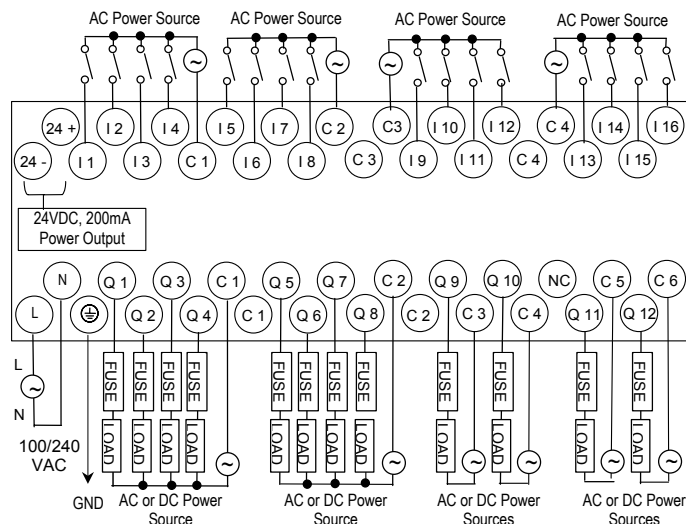 AC Power Source AC Power Source AC Power Source AC Power Source
~ ~ ~ ~
24 + I 2 I 4 I 5 I 7 C 2 C3 I 10 I 12 C 4 I 14 I 16
24 - I 1 I 3 C 1 I 6 I 8 C 3 I 9 I 11 C 4 I 13 I 15
24VDC, 200mA
Power Output
N Q 1 Q 3 C 1 Q 5 Q 7 C 2 Q 9 Q 10 NC C 5 C 6
L Q 2 Q 4 C 1 Q 6 Q 8 C 2 C 3 C 4 Q 11 Q 12
L
~
N
FUSE FUSE FUSE FUSE FUSE FUSE FUSE FUSE FUSE FUSE FUSE FUSE
LOAD LOAD LOAD LOAD LOAD LOAD LOAD LOAD LOAD LOAD LOAD LOAD
~ ~ ~ ~ ~ ~
100/240
VAC
GND
AC or DC Power
Source
AC or DC Power
Source
AC or DC Power
Sources
AC or DC Power
Sources